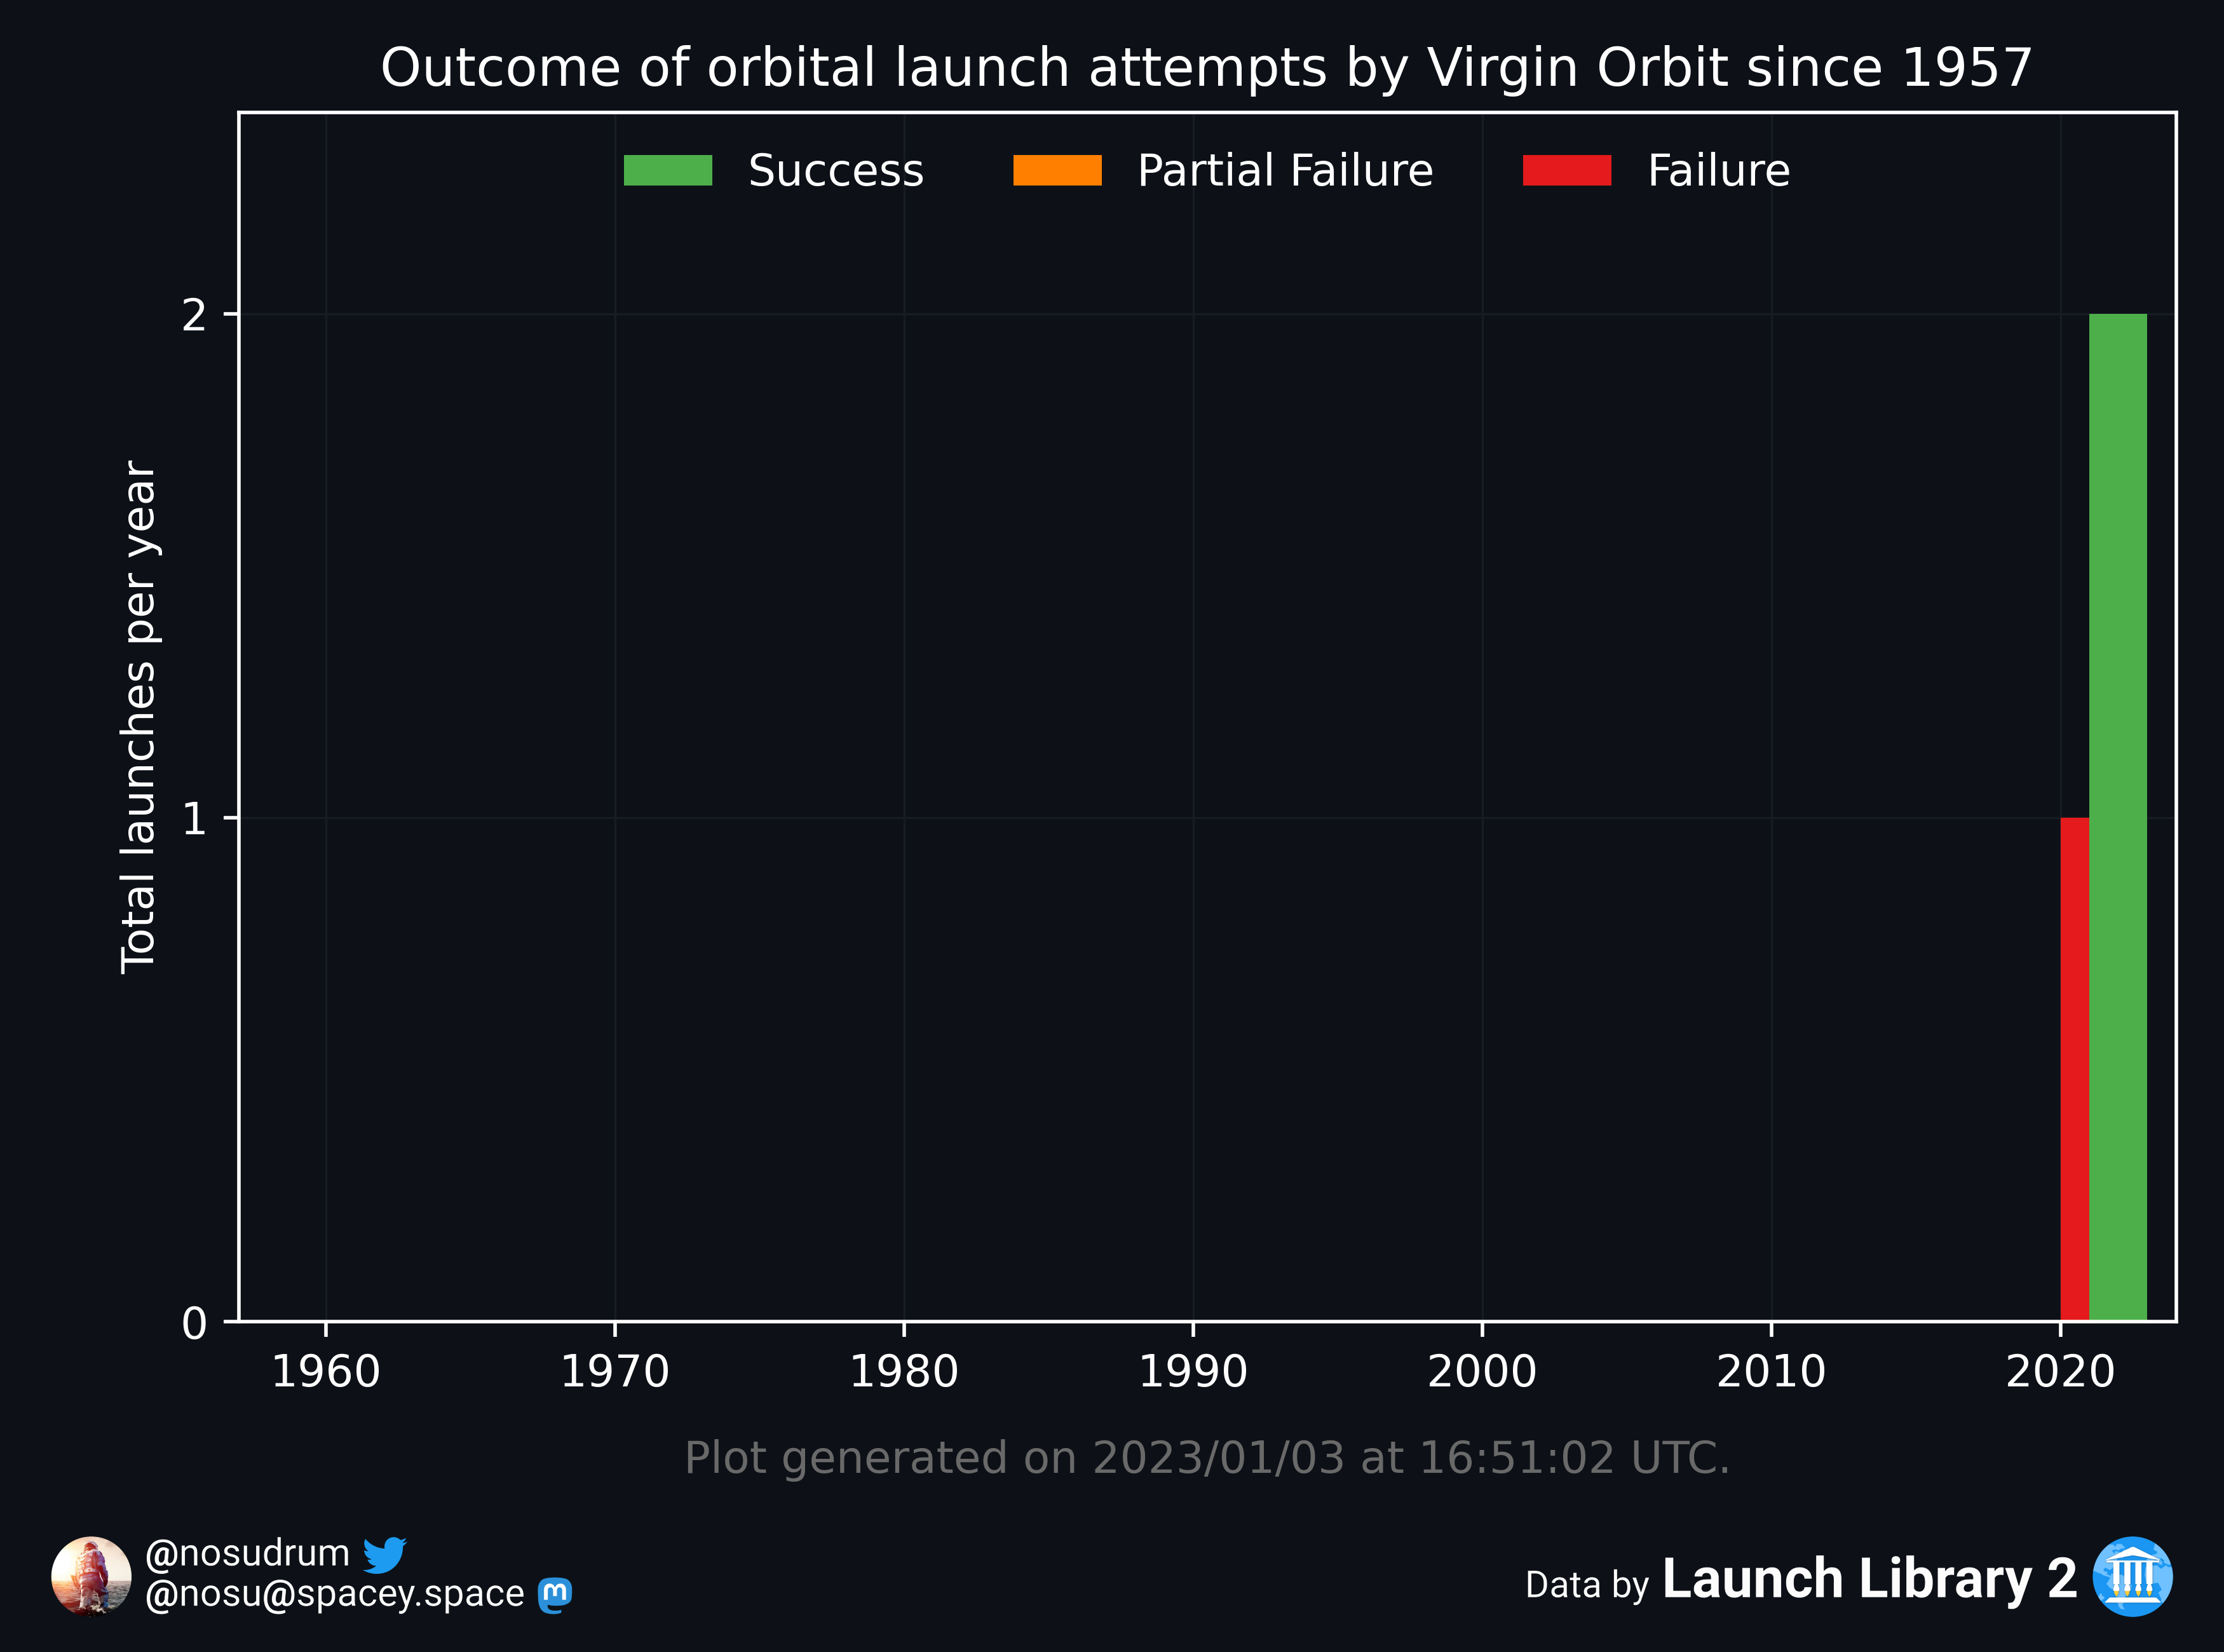 Outcome of orbital launch attempts by Virgin Orbit since 1957
Success Partial Failure Failure
Total launches per year
2
1
0
1960 1970 1980 1990 2000 2010 2020
Plot generated on 2023/01/03 at 16:51:02 UTC.
@nosudrum
@nosu@spacey.space
Data by Launch Library 2